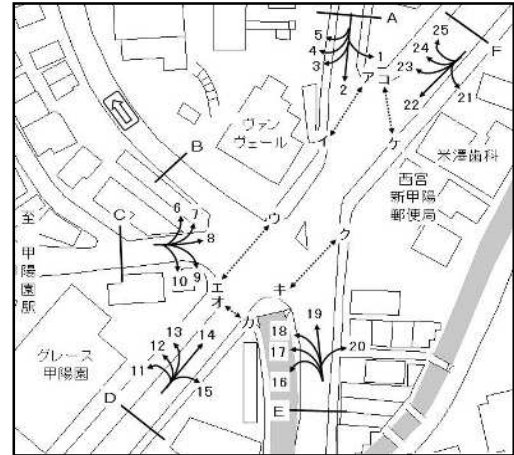 A
F
25
24
23
22
21
5
4
3
2
1
アコ
イ
ケ
ヴァン
ヴェール
米澤歯科
西宮
新甲陽
郵便局
B
C
6
7
8
9
10
至
甲
陽
園
駅
ウ
ク
エ
オ
カ
キ
グレース
甲陽園
11
12
13
14
15
D
18
17
16
19
20
E